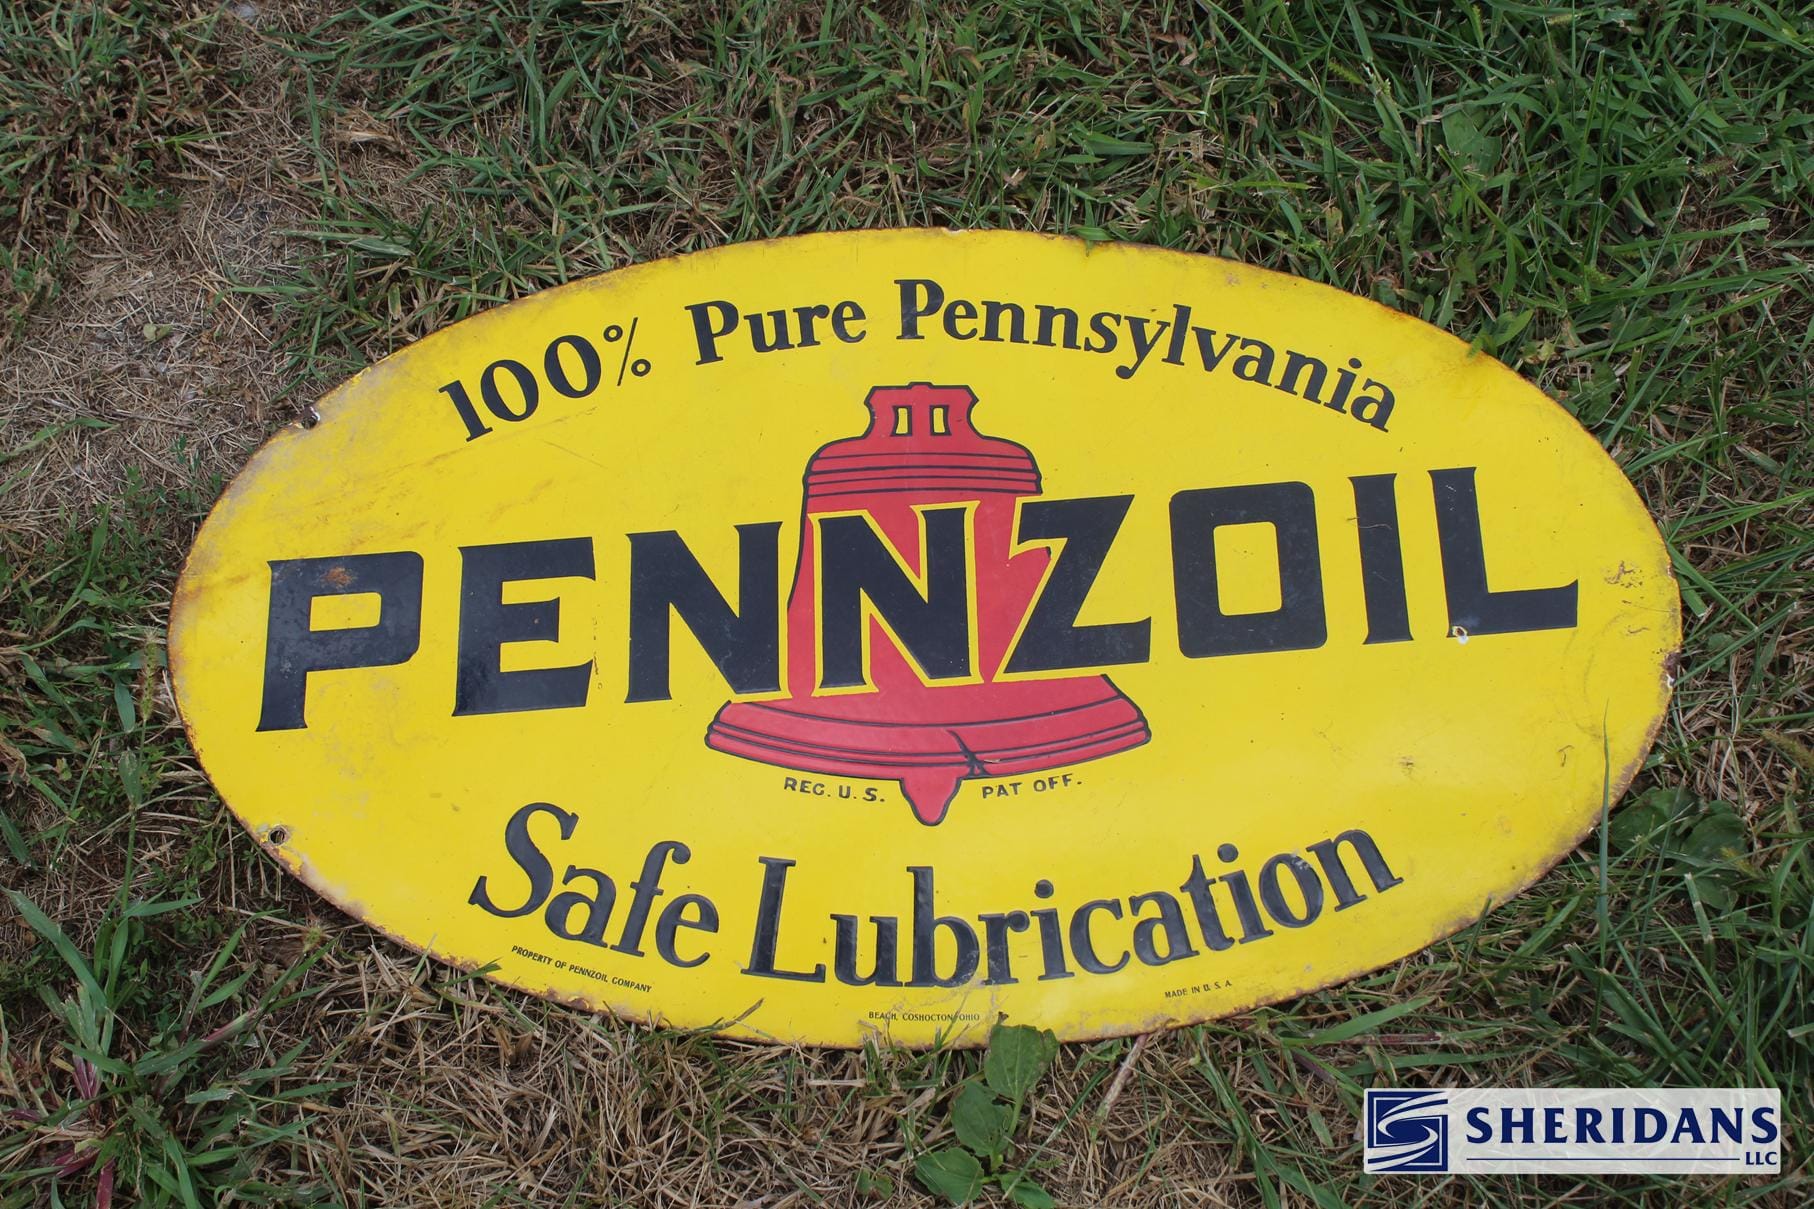 100% Pure Pennsylvania
PENNZOIL
REG. U. S. PAT OFF.
Safe Lubrication
PROPERTY OF PENNZOIL COMPANY
BEACH, COSHOCTON, OHIO
MADE IN U. S. A.
SHERIDANS
LLC